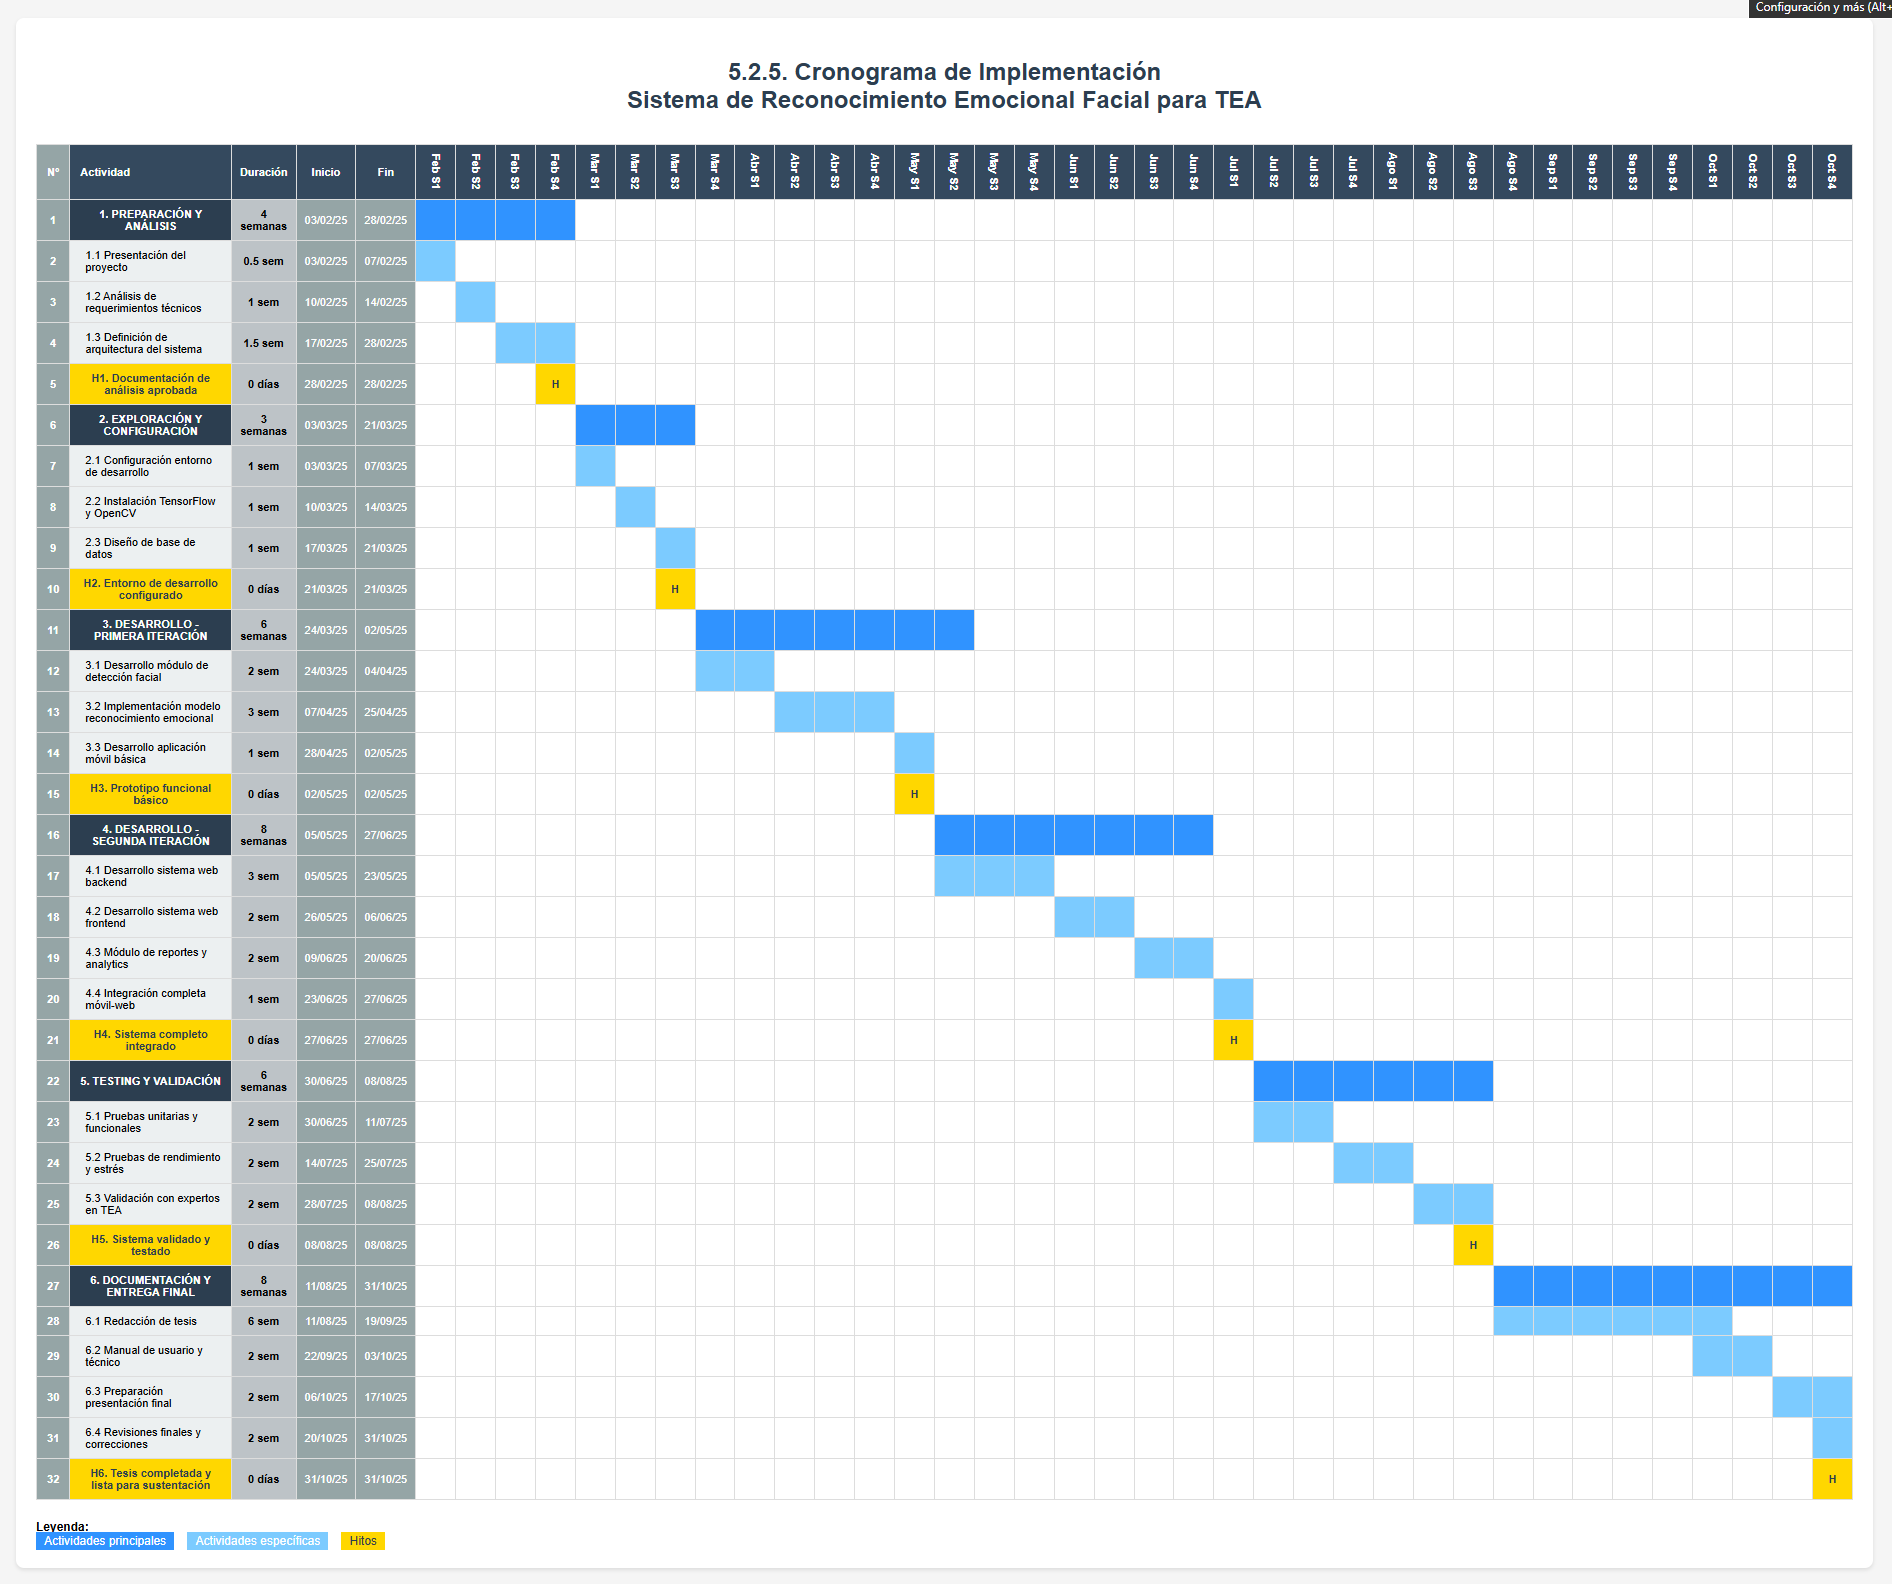 Configuración y más (Alt+
5.2.5. Cronograma de Implementación
Sistema de Reconocimiento Emocional Facial para TEA
N° Actividad Duración Inicio Fin Feb S1 Feb S2 Feb S3 Feb S4 Mar S1 Mar S2 Mar S3 Mar S4 Abr S1 Abr S2 Abr S3 Abr S4 May S1 May S2 May S3 May S4 Jun S1 Jun S2 Jun S3 Jun S4 Jul S1 Jul S2 Jul S3 Jul S4 Ago S1 Ago S2 Ago S3 Ago S4 Sep S1 Sep S2 Sep S3 Sep S4 Oct S1 Oct S2 Oct S3 Oct S4
1 1. PREPARACIÓN Y ANÁLISIS 4 semanas 03/02/25 28/02/25
2 1.1 Presentación del proyecto 0.5 sem 03/02/25 07/02/25
3 1.2 Análisis de requerimientos técnicos 1 sem 10/02/25 14/02/25
4 1.3 Definición de arquitectura del sistema 1.5 sem 17/02/25 28/02/25
5 H1. Documentación de análisis aprobada 0 días 28/02/25 28/02/25 H
6 2. EXPLORACIÓN Y CONFIGURACIÓN 3 semanas 03/03/25 21/03/25
7 2.1 Configuración entorno de desarrollo 1 sem 03/03/25 07/03/25
8 2.2 Instalación TensorFlow y OpenCV 1 sem 10/03/25 14/03/25
9 2.3 Diseño de base de datos 1 sem 17/03/25 21/03/25
10 H2. Entorno de desarrollo configurado 0 días 21/03/25 21/03/25 H
11 3. DESARROLLO - PRIMERA ITERACIÓN 6 semanas 24/03/25 02/05/25
12 3.1 Desarrollo módulo de detección facial 2 sem 24/03/25 04/04/25
13 3.2 Implementación modelo reconocimiento emocional 3 sem 07/04/25 25/04/25
14 3.3 Desarrollo aplicación móvil básica 1 sem 28/04/25 02/05/25
15 H3. Prototipo funcional básico 0 días 02/05/25 02/05/25 H
16 4. DESARROLLO - SEGUNDA ITERACIÓN 8 semanas 05/05/25 27/06/25
17 4.1 Desarrollo sistema web backend 3 sem 05/05/25 23/05/25
18 4.2 Desarrollo sistema web frontend 2 sem 26/05/25 06/06/25
19 4.3 Módulo de reportes y analytics 2 sem 09/06/25 20/06/25
20 4.4 Integración completa móvil-web 1 sem 23/06/25 27/06/25
21 H4. Sistema completo integrado 0 días 27/06/25 27/06/25 H
22 5. TESTING Y VALIDACIÓN 6 semanas 30/06/25 08/08/25
23 5.1 Pruebas unitarias y funcionales 2 sem 30/06/25 11/07/25
24 5.2 Pruebas de rendimiento y estrés 2 sem 14/07/25 25/07/25
25 5.3 Validación con expertos en TEA 2 sem 28/07/25 08/08/25
26 H5. Sistema validado y testado 0 días 08/08/25 08/08/25 H
27 6. DOCUMENTACIÓN Y ENTREGA FINAL 8 semanas 11/08/25 31/10/25
28 6.1 Redacción de tesis 6 sem 11/08/25 19/09/25
29 6.2 Manual de usuario y técnico 2 sem 22/09/25 03/10/25
30 6.3 Preparación presentación final 2 sem 06/10/25 17/10/25
31 6.4 Revisiones finales y correcciones 2 sem 20/10/25 31/10/25
32 H6. Tesis completada y lista para sustentación 0 días 31/10/25 31/10/25 H
Leyenda:
Actividades principales Actividades específicas Hitos